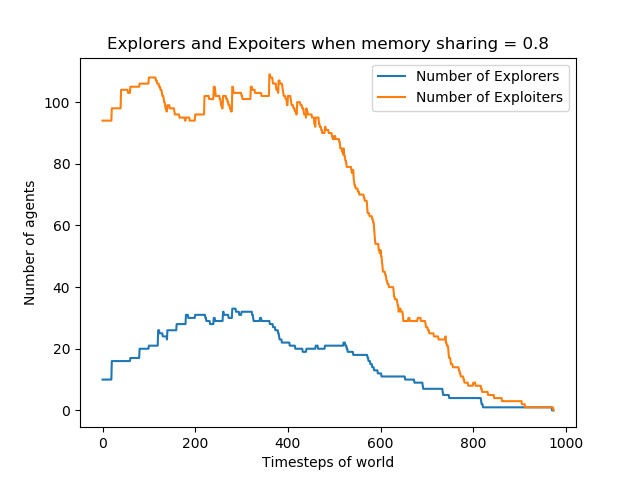 Explorers and Expoiters when memory sharing = 0.8
Number of Explorers
Number of Exploiters
Number of agents
100
80
60
40
20
0
0 200 400 600 800 1000
Timesteps of world